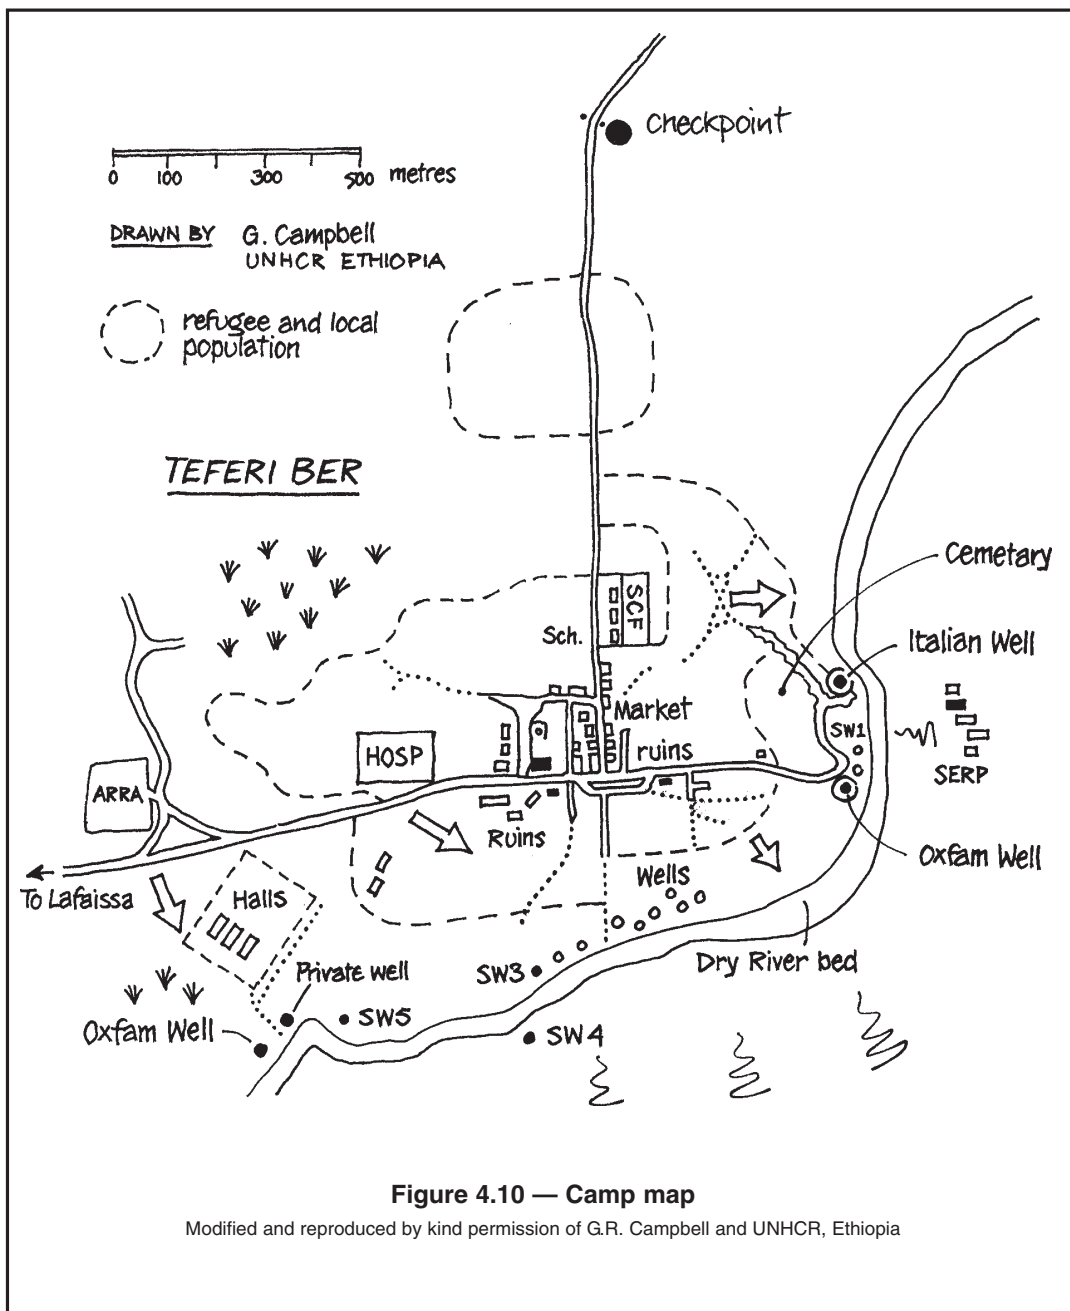 Checkpoint
0 100 300 500 metres
DRAWN BY G. Campbell
UNHCR ETHIOPIA
refugee and local
population
TEFERI BER
Cemetary
SCF
Sch.
Italian Well
Market
SW1
ruins
HOSP
SERP
ARRA
Ruins
Oxfam Well
To Lafaissa
Wells
Halls
Dry River bed
Private well
SW3
SW5
Oxfam Well
SW4
Figure 4.10 — Camp map
Modified and reproduced by kind permission of G.R. Campbell and UNHCR, Ethiopia